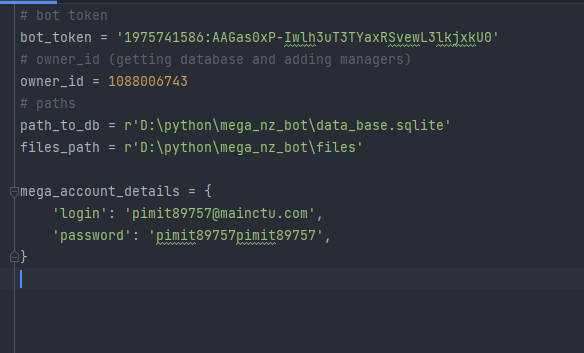 # bot token
bot_token = '1975741586:AAGas0xP-Iwlh3uT3TYaxRSvewL3lkjxkU0'
# owner_id (getting database and adding managers)
owner_id = 1088006743
# paths
path_to_db = r'D:\python\mega_nz_bot\data_base.sqlite'
files_path = r'D:\python\mega_nz_bot\files'
mega_account_details = {
    'login': 'pimit89757@mainctu.com',
    'password': 'pimit89757pimit89757',
}